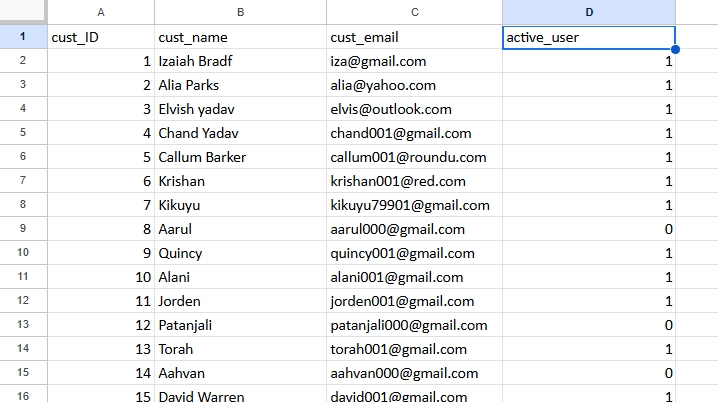 A B C D
1 cust_ID cust_name cust_email active_user
2 1 Izaiah Bradf iza@gmail.com 1
3 2 Alia Parks alia@yahoo.com 1
4 3 Elvish yadav elvis@outlook.com 1
5 4 Chand Yadav chand001@gmail.com 1
6 5 Callum Barker callum001@roundu.com 1
7 6 Krishan krishan001@red.com 1
8 7 Kikuyu kikuyu79901@gmail.com 1
9 8 Aarul aarul000@gmail.com 0
10 9 Quincy quincy001@gmail.com 1
11 10 Alani alani001@gmail.com 1
12 11 Jorden jorden001@gmail.com 1
13 12 Patanjali patanjali000@gmail.com 0
14 13 Torah torah001@gmail.com 1
15 14 Aahvan aahvan000@gmail.com 0
16 15 David Warren david001@gmail.com 1